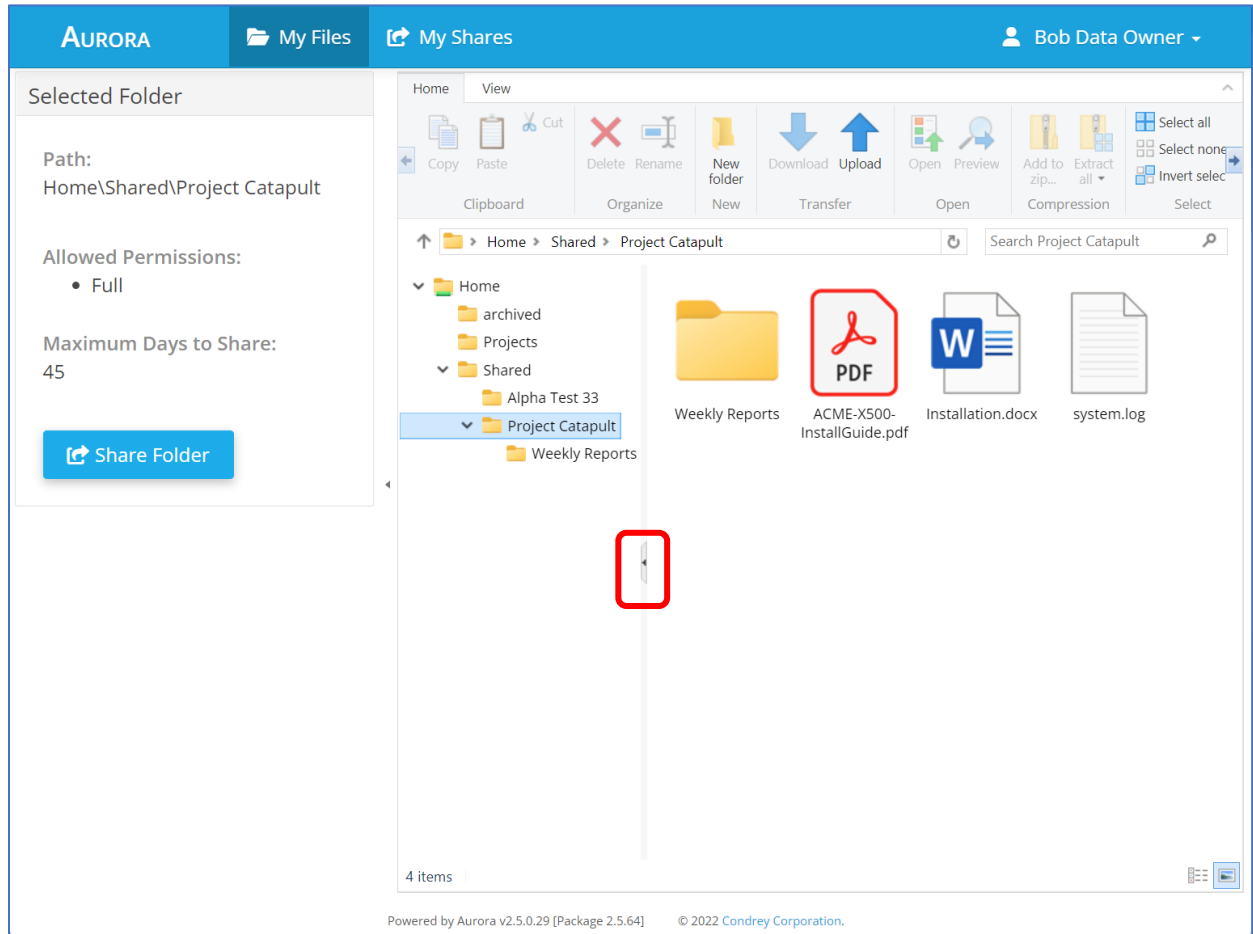 AURORA
My Files
My Shares
Bob Data Owner
Selected Folder
Path:
Home\Shared\Project Catapult
Allowed Permissions:
• Full
Maximum Days to Share:
45
Share Folder
Home View
Copy
Paste
Cut
Clipboard
Delete
Rename
Organize
New
folder
New
Download
Upload
Transfer
Open
Preview
Open
Add to
zip...
Extract
all
Compression
Select all
Select none
Invert selec
Select
Home Shared Project Catapult
Search Project Catapult
Home
archived
Projects
Shared
Alpha Test 33
Project Catapult
Weekly Reports
Weekly Reports
PDF
ACME-X500-
InstallGuide.pdf
W
Installation.docx
system.log
4 items
Powered by Aurora v2.5.0.29 [Package 2.5.64] © 2022 Condrey Corporation.